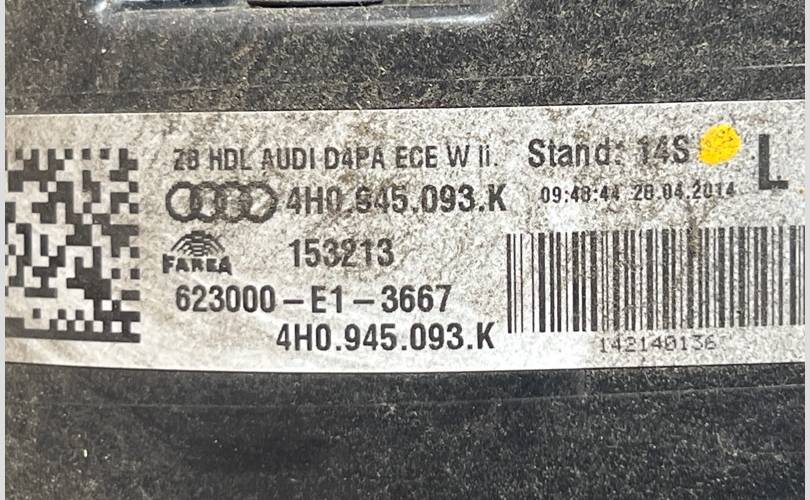 ZB HDL AUDI D4PA ECE W li.
Stand: 14S
L
4H0.945.093.K
09:48:44 28.04.2014
FAREA
153213
623000-E1-3667
4H0.945.093.K
142140136